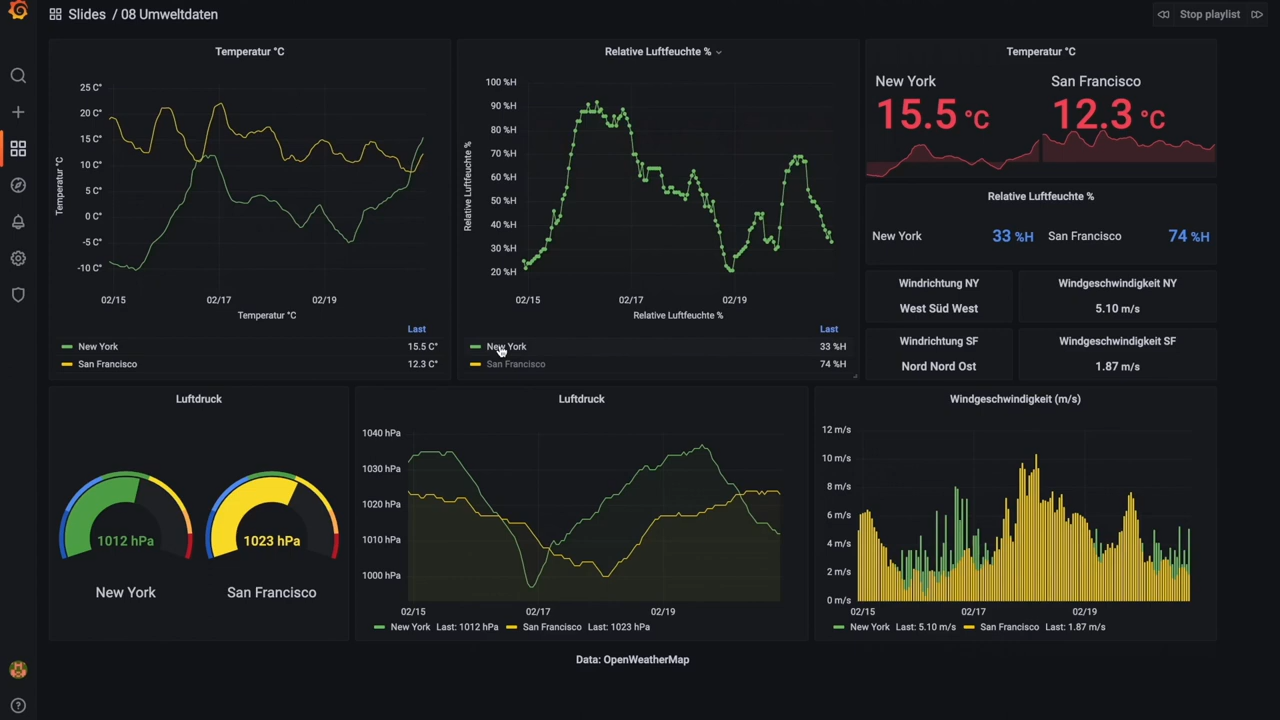 Slides / 08 Umweltdaten
Stop playlist
Temperatur °C
25 C°
20 C°
15 C°
10 C°
5 C°
0 C°
-5 C°
-10 C°
Temperatur °C
02/15 02/17 02/19
Temperatur °C
Last
New York 15.5 C°
San Francisco 12.3 C°
Relative Luftfeuchte %
100 %H
90 %H
80 %H
70 %H
60 %H
50 %H
40 %H
30 %H
20 %H
Relative Luftfeuchte %
02/15 02/17 02/19
Relative Luftfeuchte %
Last
New York 33 %H
San Francisco 74 %H
Temperatur °C
New York San Francisco
15.5 °C 12.3 °C
Relative Luftfeuchte %
New York 33 %H San Francisco 74 %H
Windrichtung NY
West Süd West
Windgeschwindigkeit NY
5.10 m/s
Windrichtung SF
Nord Nord Ost
Windgeschwindigkeit SF
1.87 m/s
Luftdruck
1012 hPa 1023 hPa
New York San Francisco
Luftdruck
1040 hPa
1030 hPa
1020 hPa
1010 hPa
1000 hPa
02/15 02/17 02/19
New York Last: 1012 hPa San Francisco Last: 1023 hPa
Windgeschwindigkeit (m/s)
12 m/s
10 m/s
8 m/s
6 m/s
4 m/s
2 m/s
0 m/s
02/15 02/17 02/19
New York Last: 5.10 m/s San Francisco Last: 1.87 m/s
Data: OpenWeatherMap